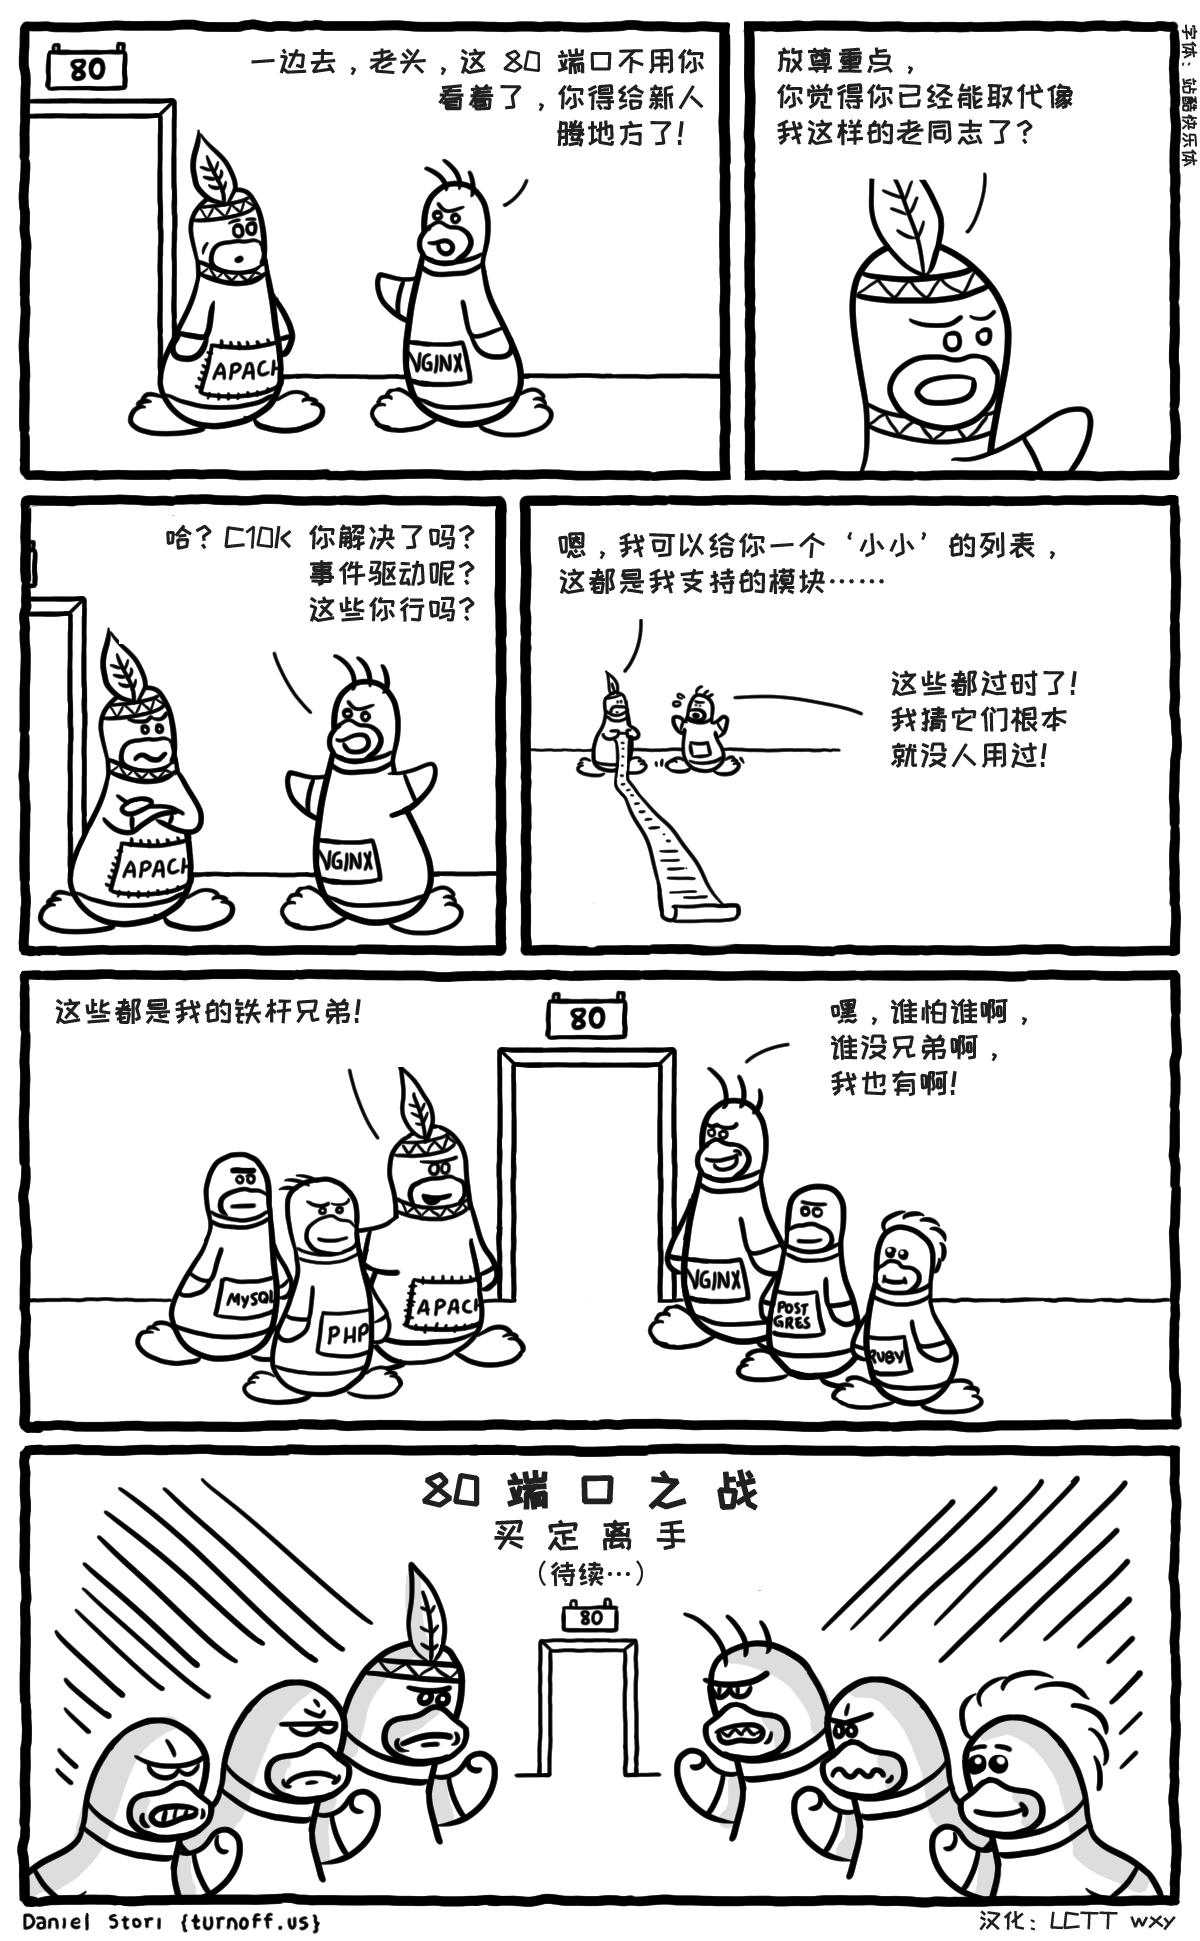 80
一边去，老头，这 80 端口不用你
看着了，你得给新人
腾地方了！
APACH
NGINX
放尊重点，
你觉得你已经能取代像
我这样的老同志了？
字体：站酷快乐体
哈？C10K 你解决了吗？
事件驱动呢？
这些你行吗？
APACH
NGINX
嗯，我可以给你一个‘小小’的列表，
这都是我支持的模块……
这些都过时了！
我猜它们根本
就没人用过！
这些都是我的铁杆兄弟！
80
嘿，谁怕谁啊，
谁没兄弟啊，
我也有啊！
MySQL
PHP
APACH
NGINX
POST
GRES
RUBY
80 端口之战
买定离手
（待续…）
80
Daniel Stori {turnoff.us}
汉化：LCTT wxy